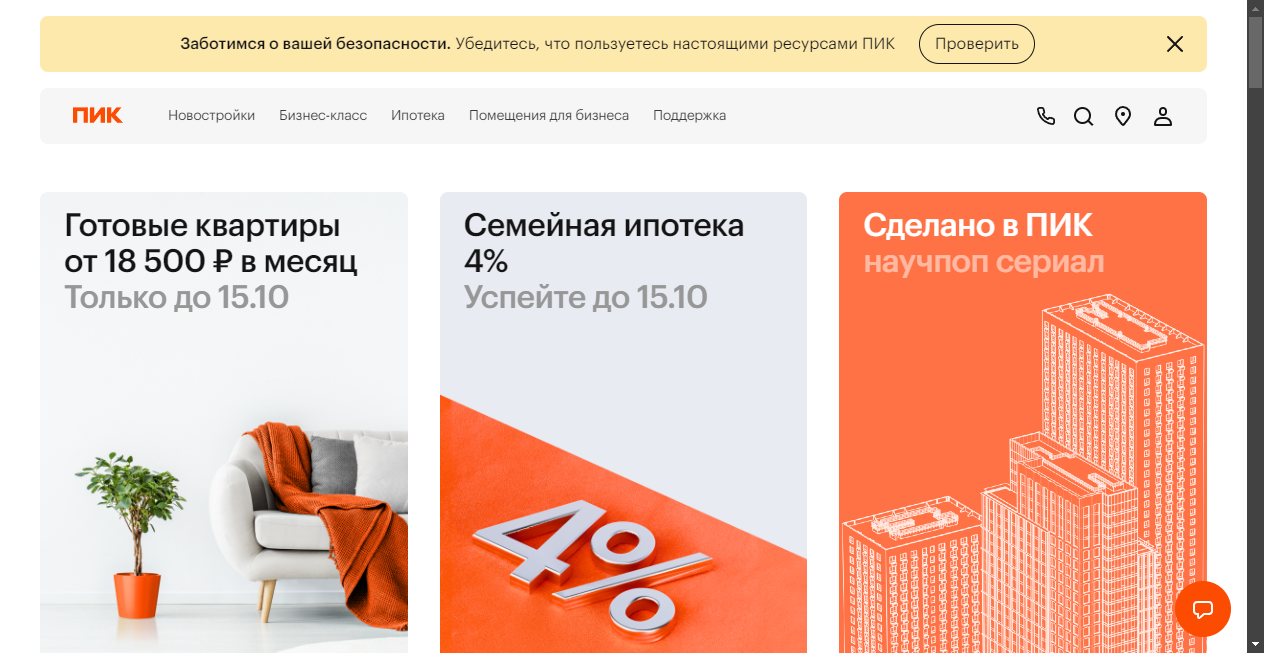 Заботимся о вашей безопасности. Убедитесь, что пользуетесь настоящими ресурсами ПИК
Проверить
ПИК
Новостройки
Бизнес-класс
Ипотека
Помещения для бизнеса
Поддержка
Готовые квартиры
от 18 500 ₽ в месяц
Только до 15.10
Семейная ипотека
4%
Успейте до 15.10
4%
Сделано в ПИК
научпоп сериал